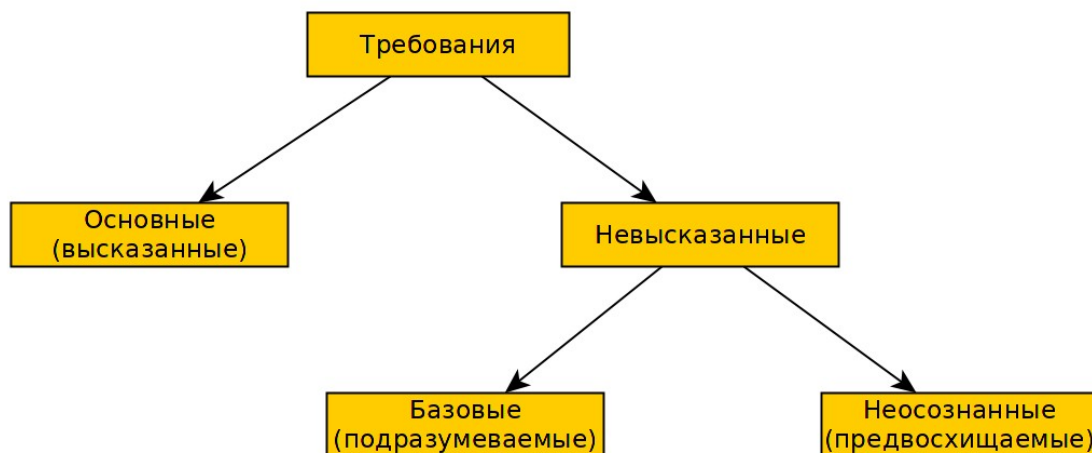 Требования
Основные
(высказанные)
Невысказанные
Базовые
(подразумеваемые)
Неосознанные
(предвосхищаемые)